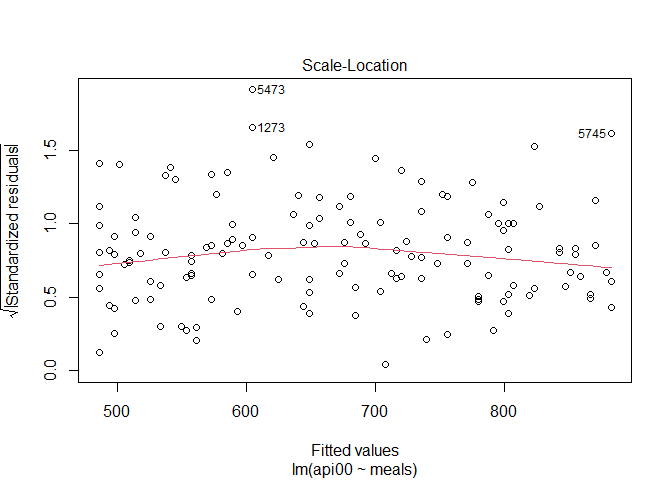 Scale-Location
5473
1273
5745
√|Standardized residuals|
0.0 0.5 1.0 1.5
500 600 700 800
Fitted values
lm(api00 ~ meals)